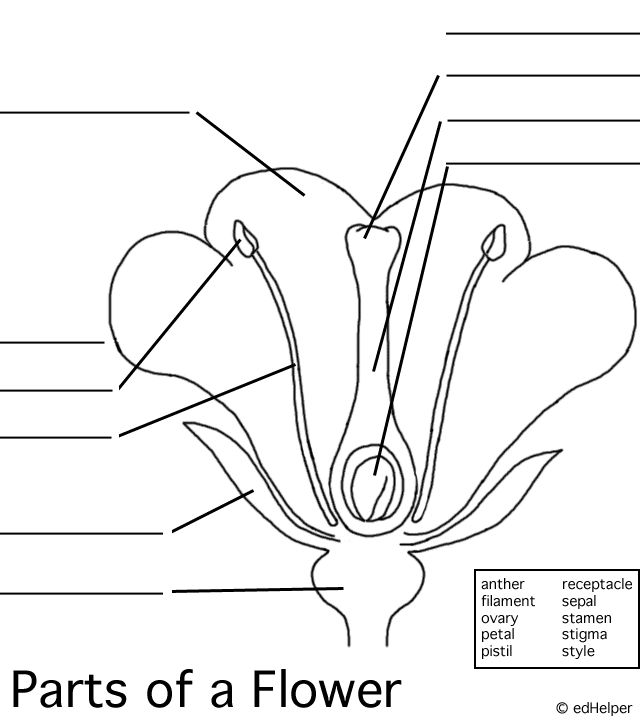 anther receptacle
filament sepal
ovary stamen
petal stigma
pistil style
Parts of a Flower
© edHelper